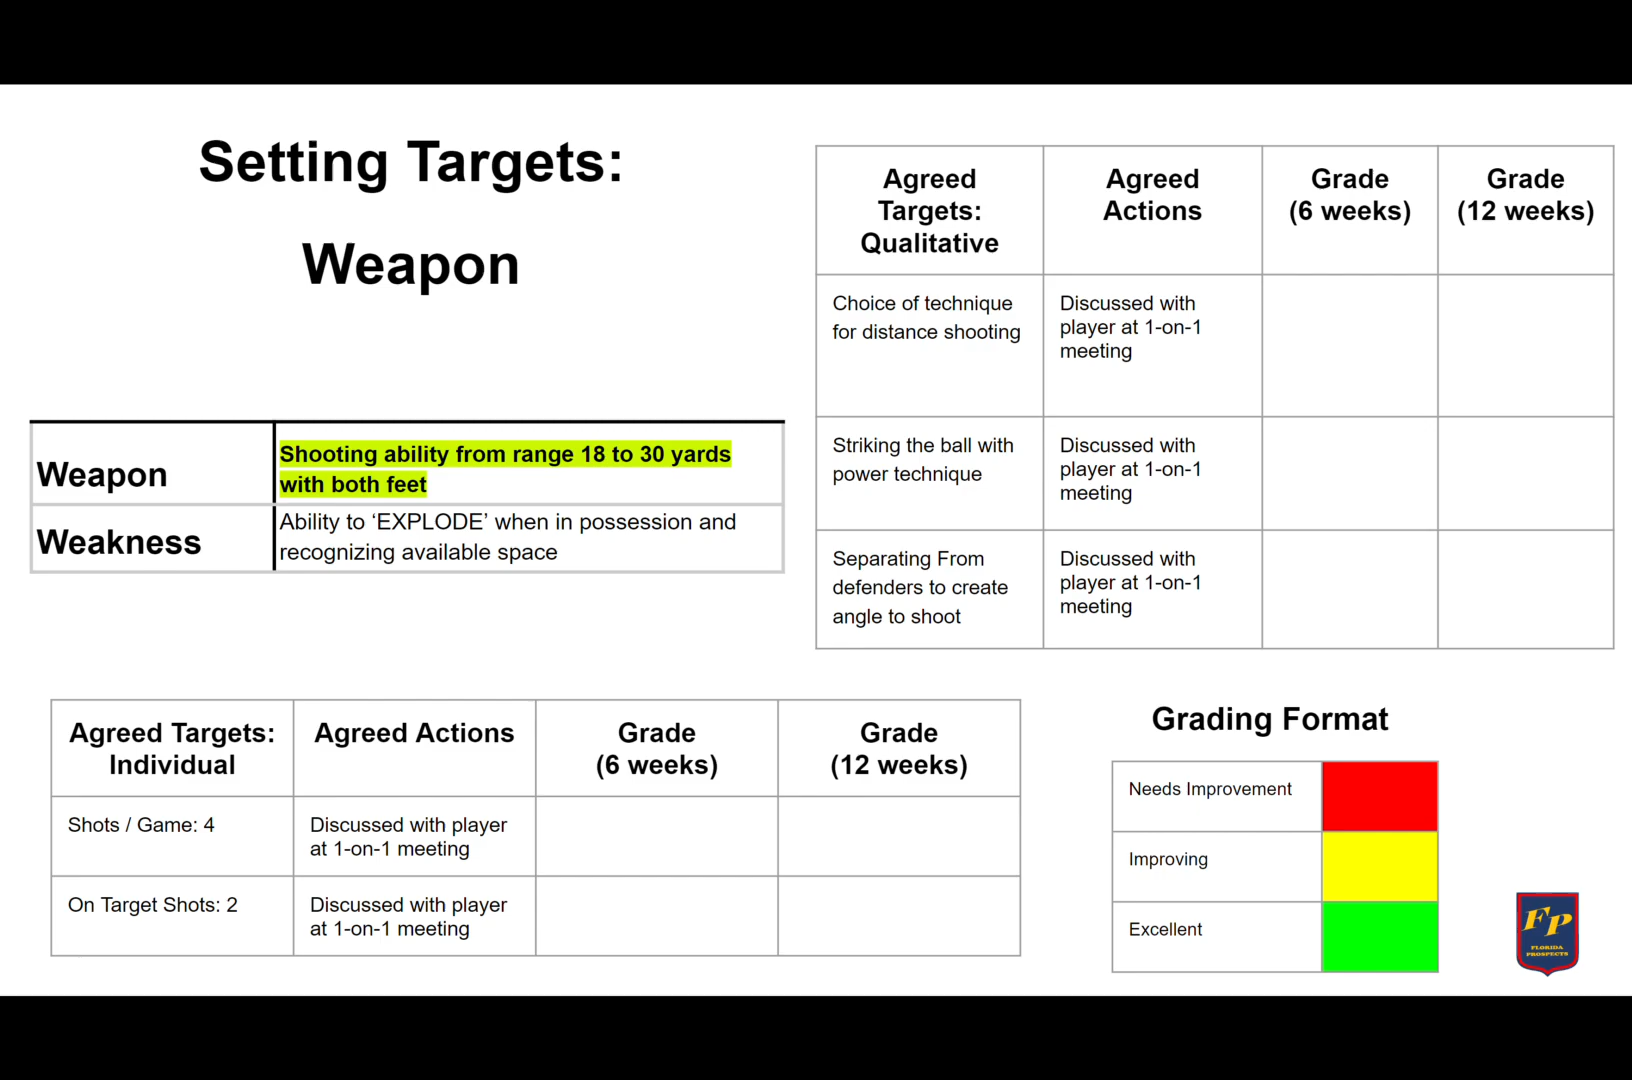 Setting Targets:
Weapon
Weapon
Shooting ability from range 18 to 30 yards
with both feet
Weakness
Ability to ‘EXPLODE’ when in possession and
recognizing available space
Agreed
Targets:
Qualitative
Agreed
Actions
Grade
(6 weeks)
Grade
(12 weeks)
Choice of technique
for distance shooting
Discussed with
player at 1-on-1
meeting
Striking the ball with
power technique
Discussed with
player at 1-on-1
meeting
Separating From
defenders to create
angle to shoot
Discussed with
player at 1-on-1
meeting
Agreed Targets:
Individual
Agreed Actions
Grade
(6 weeks)
Grade
(12 weeks)
Shots / Game: 4
Discussed with player
at 1-on-1 meeting
On Target Shots: 2
Discussed with player
at 1-on-1 meeting
Grading Format
Needs Improvement
Improving
Excellent
FP
FLORIDA
PROSPECTS